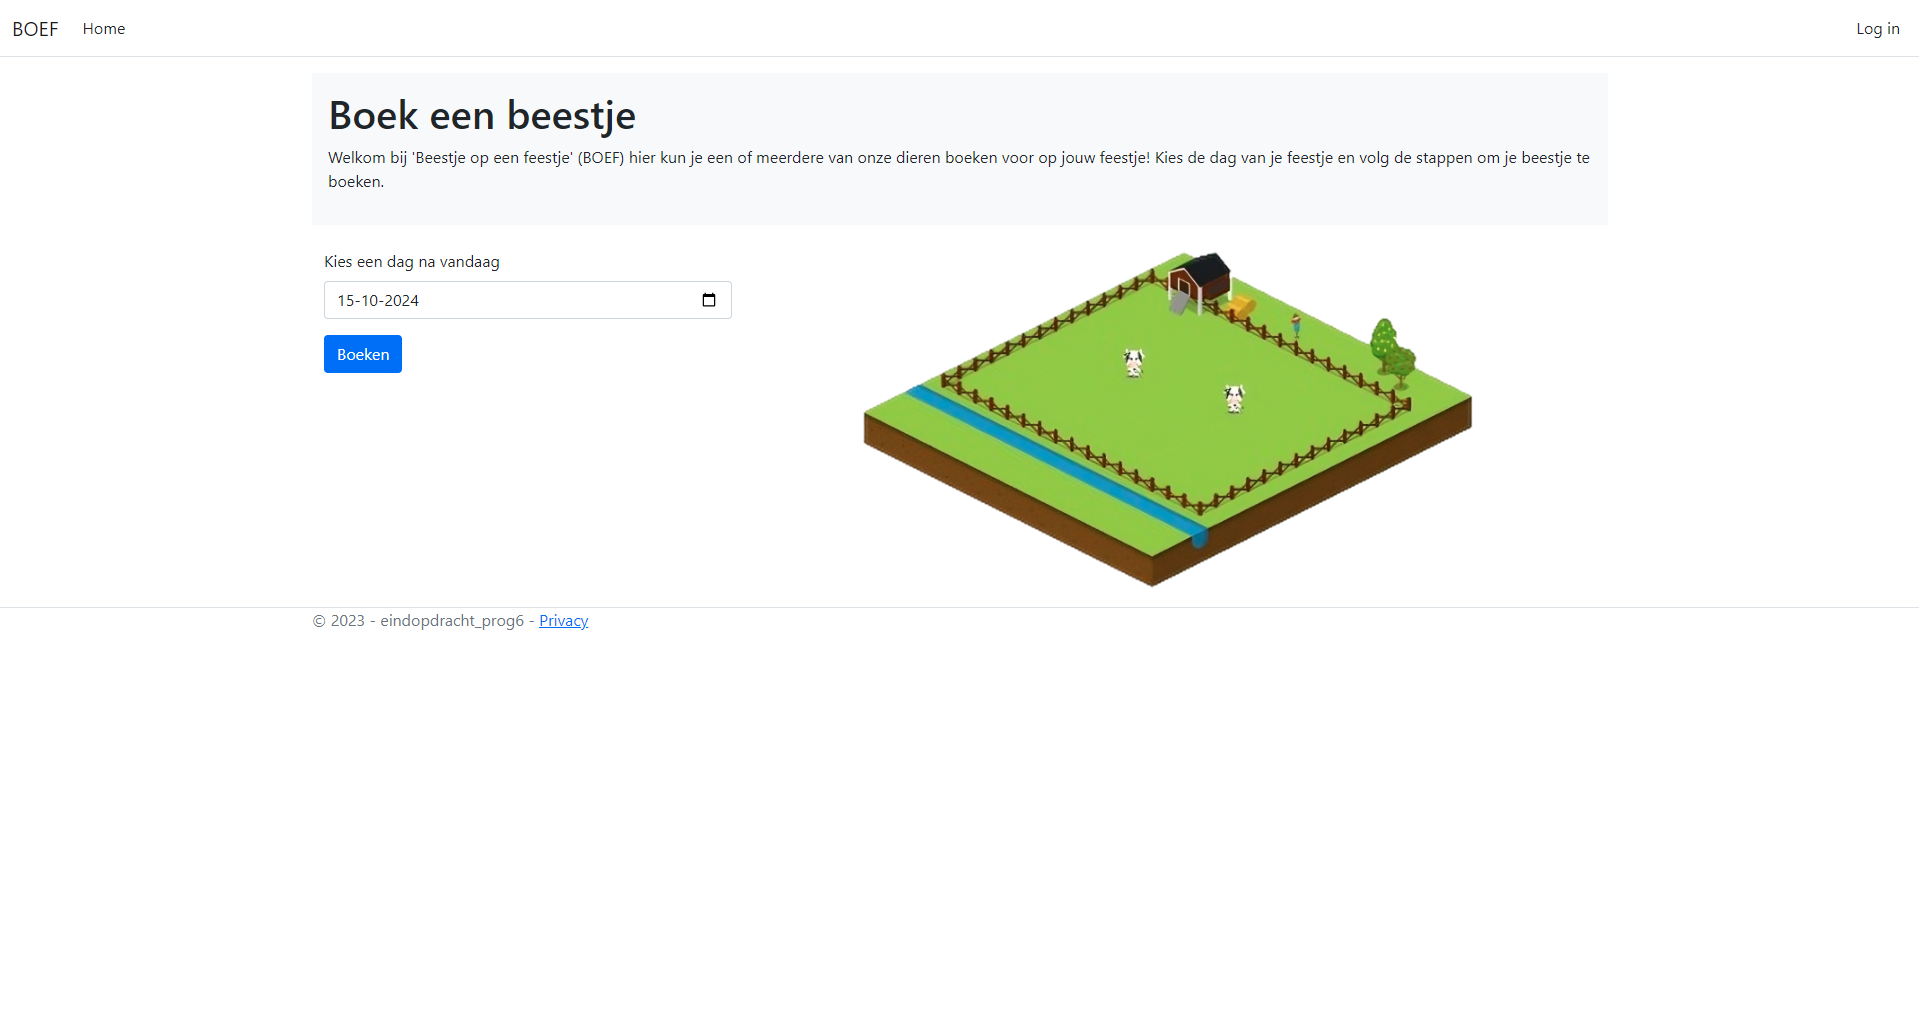 BOEF Home Log in
Boek een beestje
Welkom bij 'Beestje op een feestje' (BOEF) hier kun je een of meerdere van onze dieren boeken voor op jouw feestje! Kies de dag van je feestje en volg de stappen om je beestje te
boeken.
Kies een dag na vandaag
15-10-2024
Boeken
© 2023 - eindopdracht_prog6 - Privacy